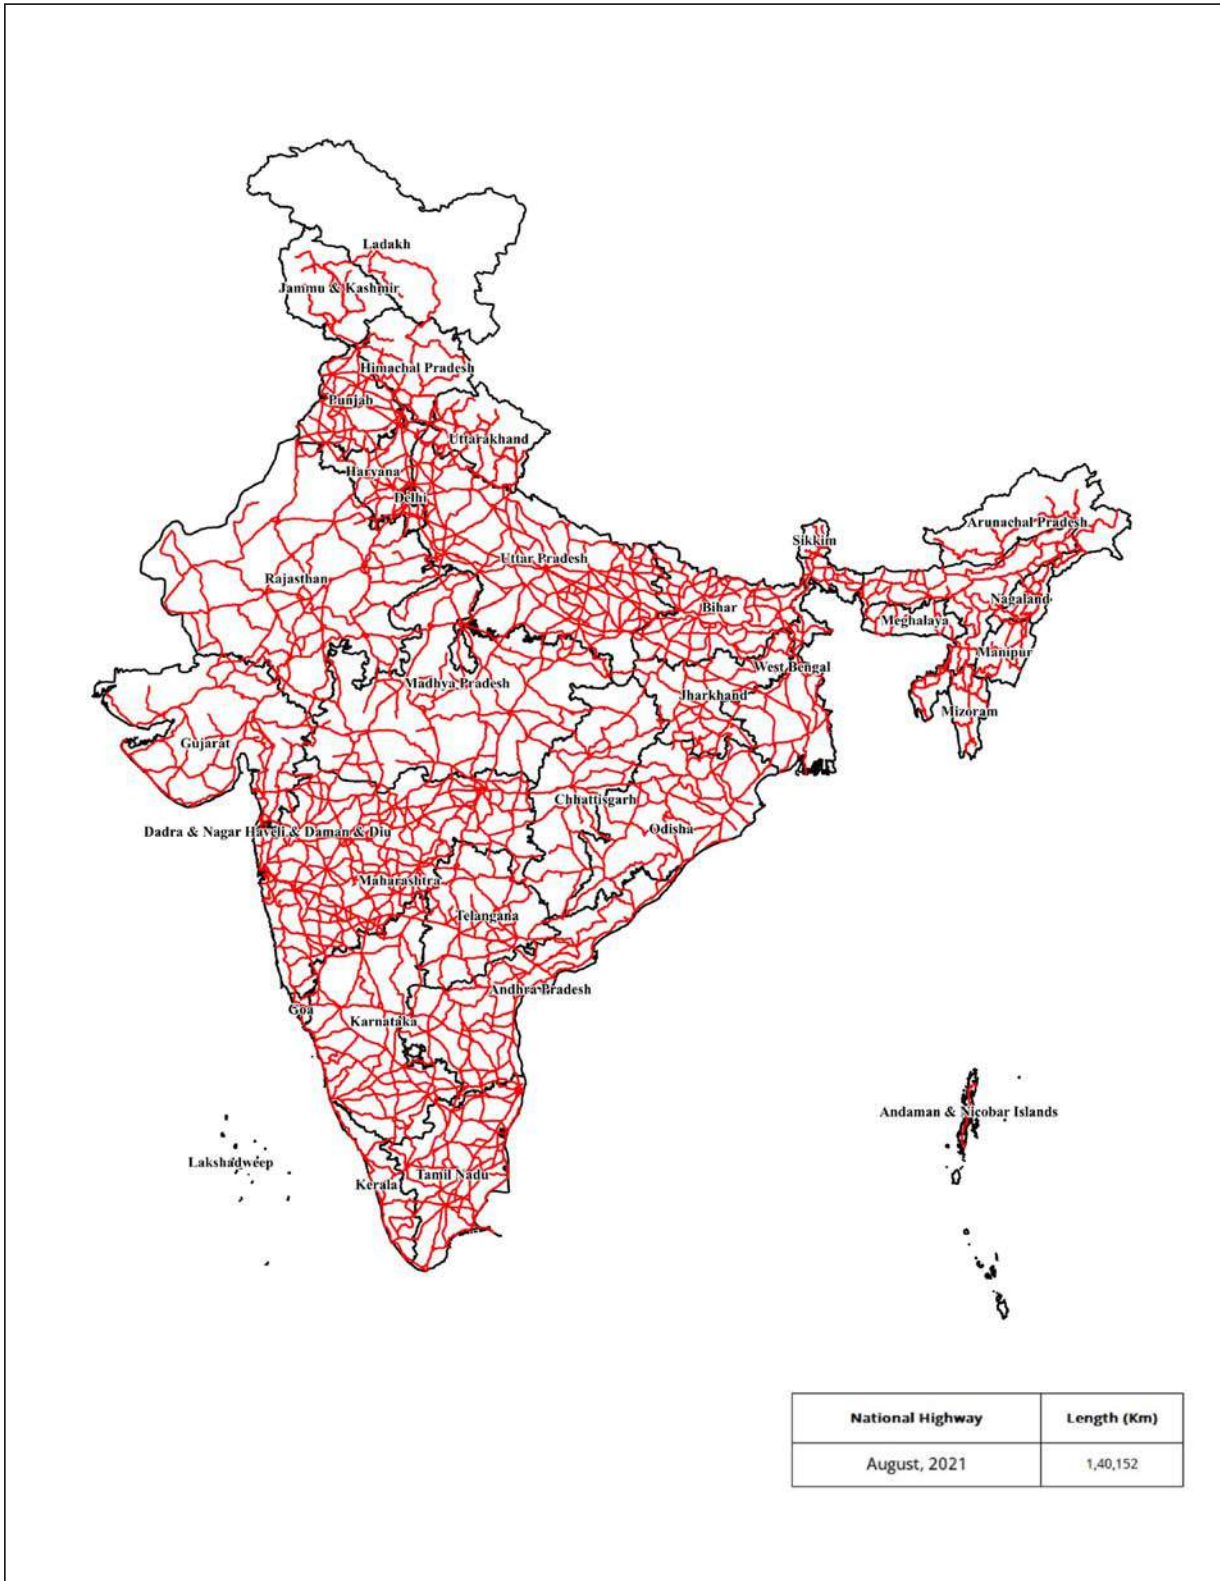 Ladakh
Jammu & Kashmir
Himachal Pradesh
Punjab
Uttarakhand
Haryana
Delhi
Arunachal Pradesh
Sikkim
Uttar Pradesh
Rajasthan
Nagaland
Bihar
Meghalaya
Manipur
West Bengal
Madhya Pradesh
Jharkhand
Mizoram
Gujarat
Chhattisgarh
Odisha
Dadra & Nagar Haveli & Daman & Diu
Maharashtra
Telangana
Andhra Pradesh
Goa
Karnataka
Andaman & Nicobar Islands
Lakshadweep
Tamil Nadu
Kerala
National Highway Length (Km)
August, 2021 1,40,152